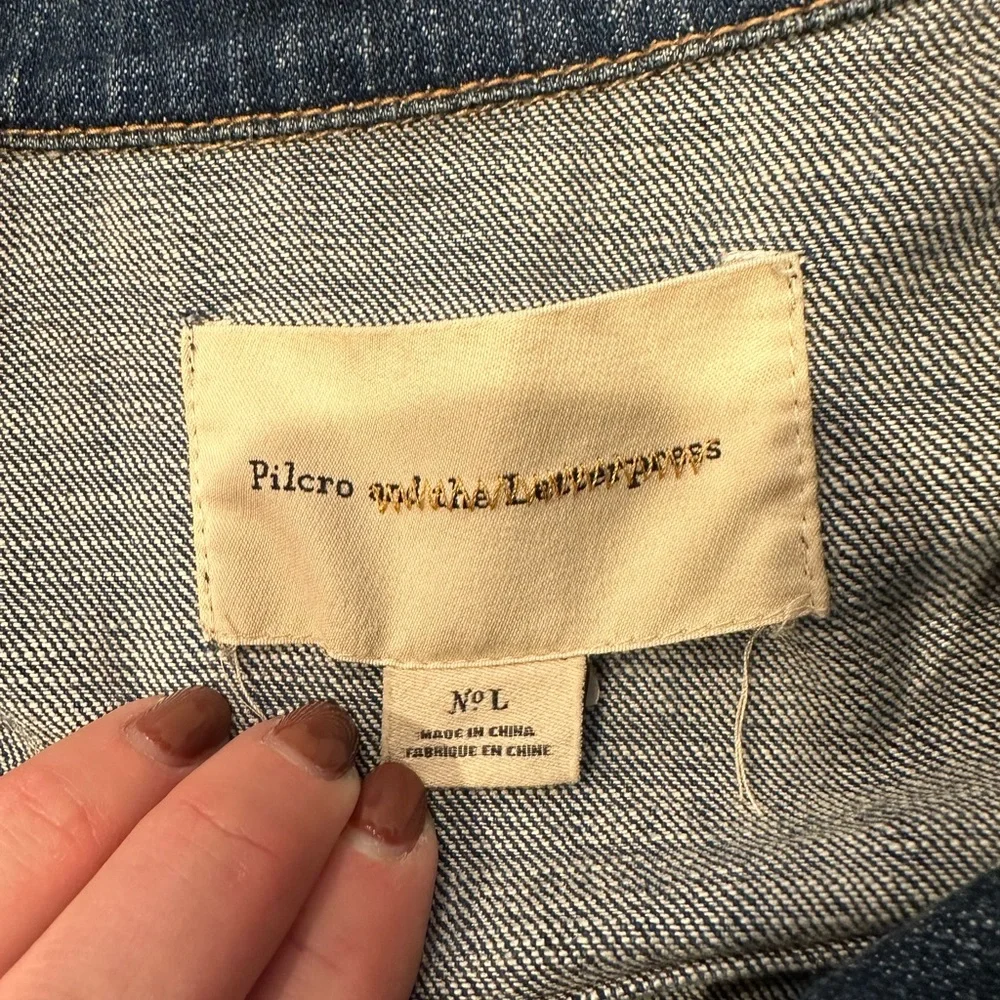 Pilcro and the Letterpress
Nº L
MADE IN CHINA
FABRIQUE EN CHINE